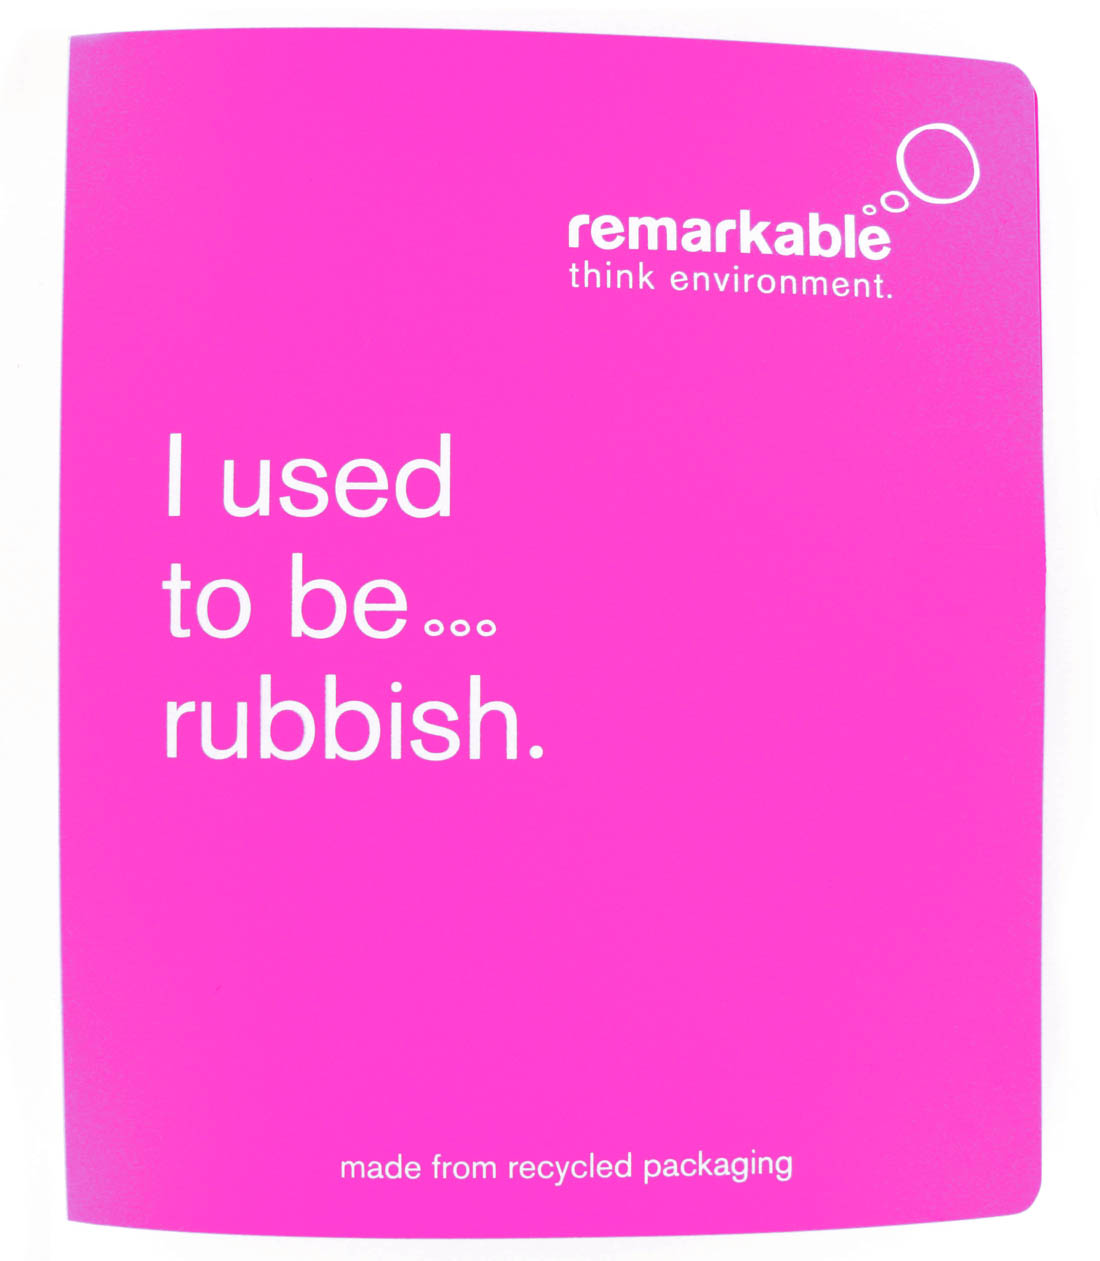 remarkable
think environment.
I used
to be...
rubbish.
made from recycled packaging